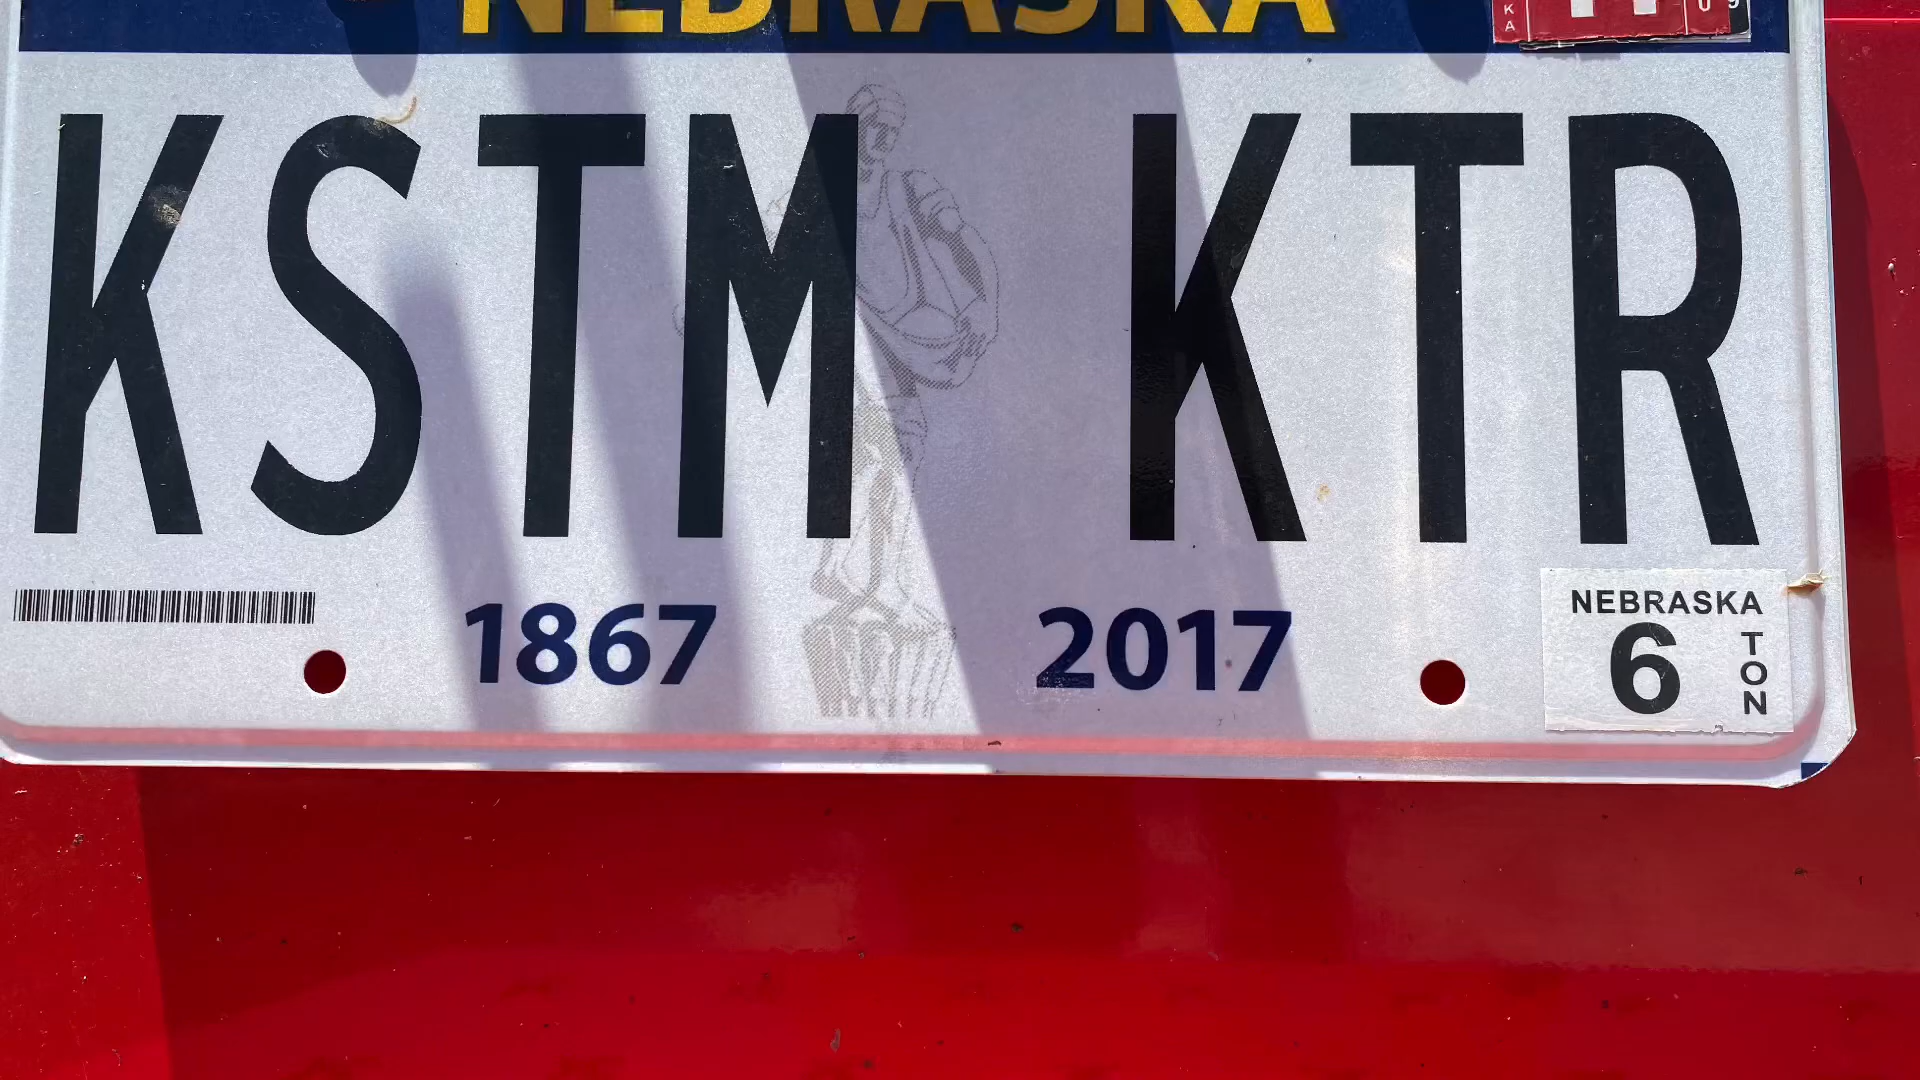 NEBRASKA
KSTM KTR
1867 2017
NEBRASKA
6 TON